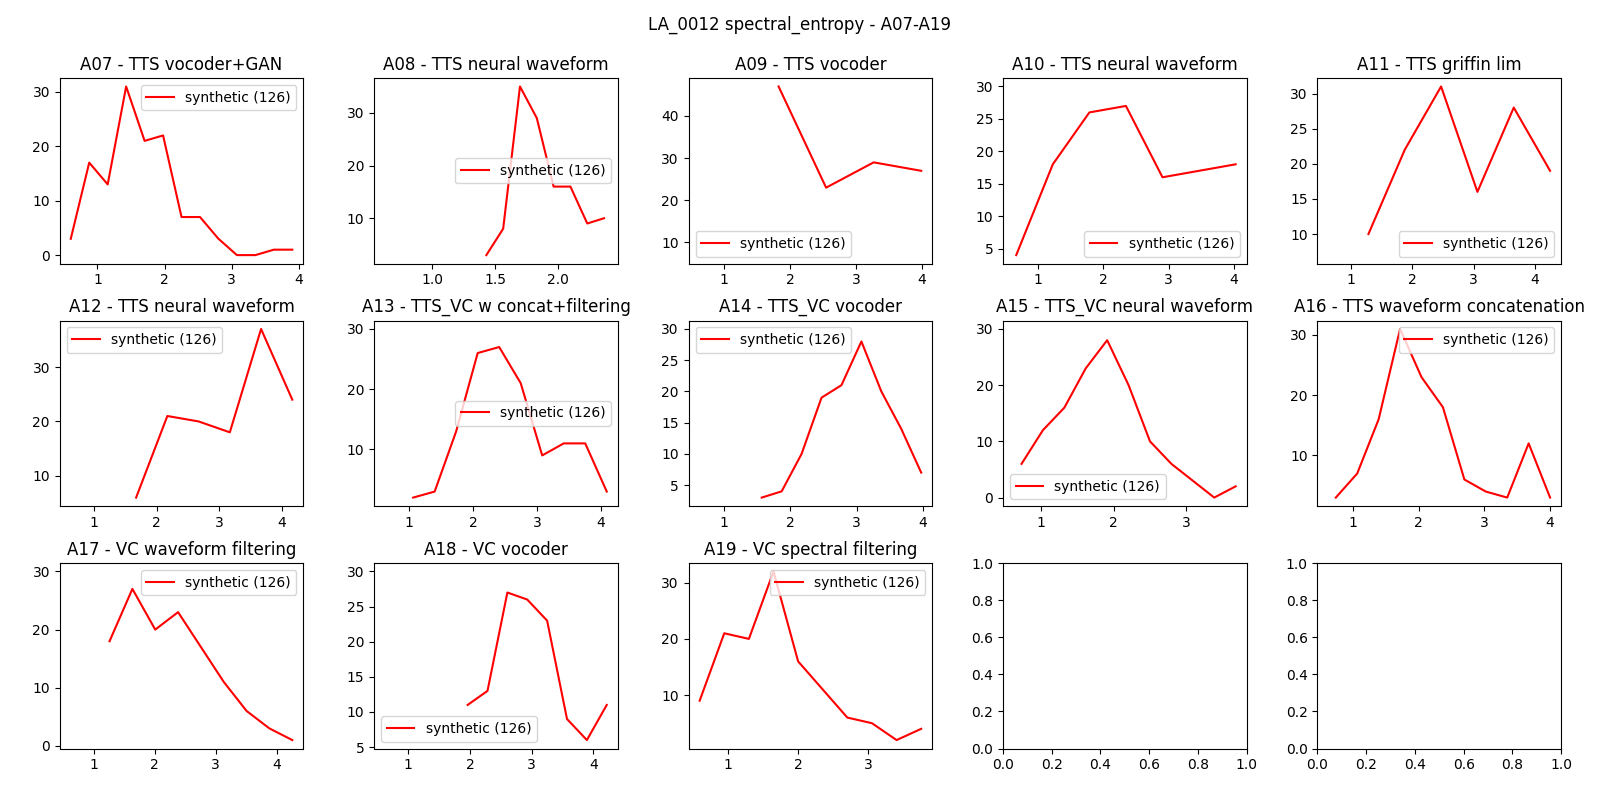 LA_0012 spectral_entropy - A07-A19
A07 - TTS vocoder+GAN
synthetic (126)
30
20
10
0
1 2 3 4
A08 - TTS neural waveform
synthetic (126)
30
20
10
1.0 1.5 2.0
A09 - TTS vocoder
synthetic (126)
40
30
20
10
1 2 3 4
A10 - TTS neural waveform
synthetic (126)
30
25
20
15
10
5
1 2 3 4
A11 - TTS griffin lim
synthetic (126)
30
25
20
15
10
1 2 3 4
A12 - TTS neural waveform
synthetic (126)
30
20
10
1 2 3 4
A13 - TTS_VC w concat+filtering
synthetic (126)
30
20
10
1 2 3 4
A14 - TTS_VC vocoder
synthetic (126)
30
25
20
15
10
5
1 2 3 4
A15 - TTS_VC neural waveform
synthetic (126)
30
20
10
0
1 2 3
A16 - TTS waveform concatenation
synthetic (126)
30
20
10
1 2 3 4
A17 - VC waveform filtering
synthetic (126)
30
20
10
0
1 2 3 4
A18 - VC vocoder
synthetic (126)
30
25
20
15
10
5
1 2 3 4
A19 - VC spectral filtering
synthetic (126)
30
20
10
1 2 3
1.0
0.8
0.6
0.4
0.2
0.0
0.0 0.2 0.4 0.6 0.8 1.0
1.0
0.8
0.6
0.4
0.2
0.0
0.0 0.2 0.4 0.6 0.8 1.0